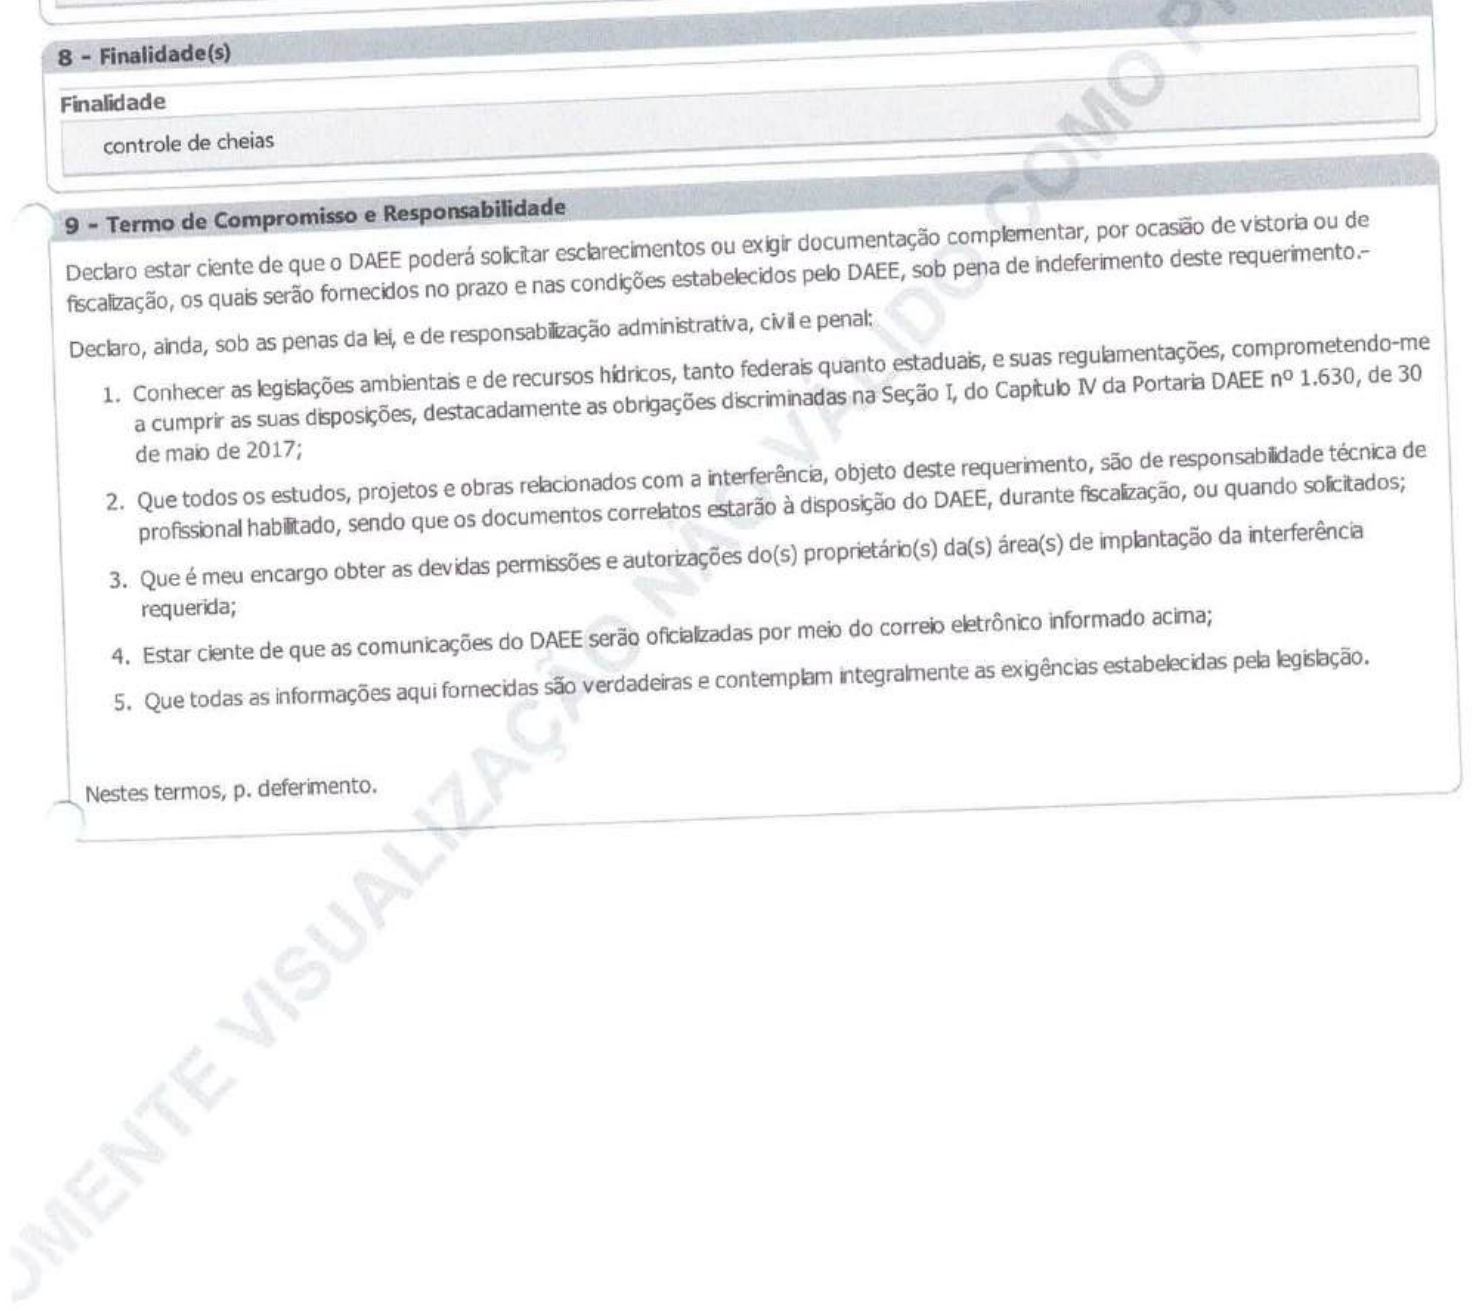 8 - Finalidade(s)
Finalidade
controle de cheias
9 - Termo de Compromisso e Responsabilidade
Declaro estar ciente de que o DAEE poderá solicitar esclarecimentos ou exigir documentação complementar, por ocasião de vistoria ou de
fiscalização, os quais serão fornecidos no prazo e nas condições estabelecidos pelo DAEE, sob pena de indeferimento deste requerimento.-
Declaro, ainda, sob as penas da lei, e de responsabilização administrativa, civil e penal:
1. Conhecer as legislações ambientais e de recursos hídricos, tanto federais quanto estaduais, e suas regulamentações, comprometendo-me
a cumprir as suas disposições, destacadamente as obrigações discriminadas na Seção I, do Capítulo IV da Portaria DAEE nº 1.630, de 30
de maio de 2017;
2. Que todos os estudos, projetos e obras relacionados com a interferência, objeto deste requerimento, são de responsabilidade técnica de
profissional habilitado, sendo que os documentos correlatos estarão à disposição do DAEE, durante fiscalização, ou quando solicitados;
3. Que é meu encargo obter as devidas permissões e autorizações do(s) proprietário(s) da(s) área(s) de implantação da interferência
requerida;
4. Estar ciente de que as comunicações do DAEE serão oficializadas por meio do correio eletrônico informado acima;
5. Que todas as informações aqui fornecidas são verdadeiras e contemplam integralmente as exigências estabelecidas pela legislação.
Nestes termos, p. deferimento.
UMENTE VISUALIZAÇÃO NÃO VÁLIDO COMO